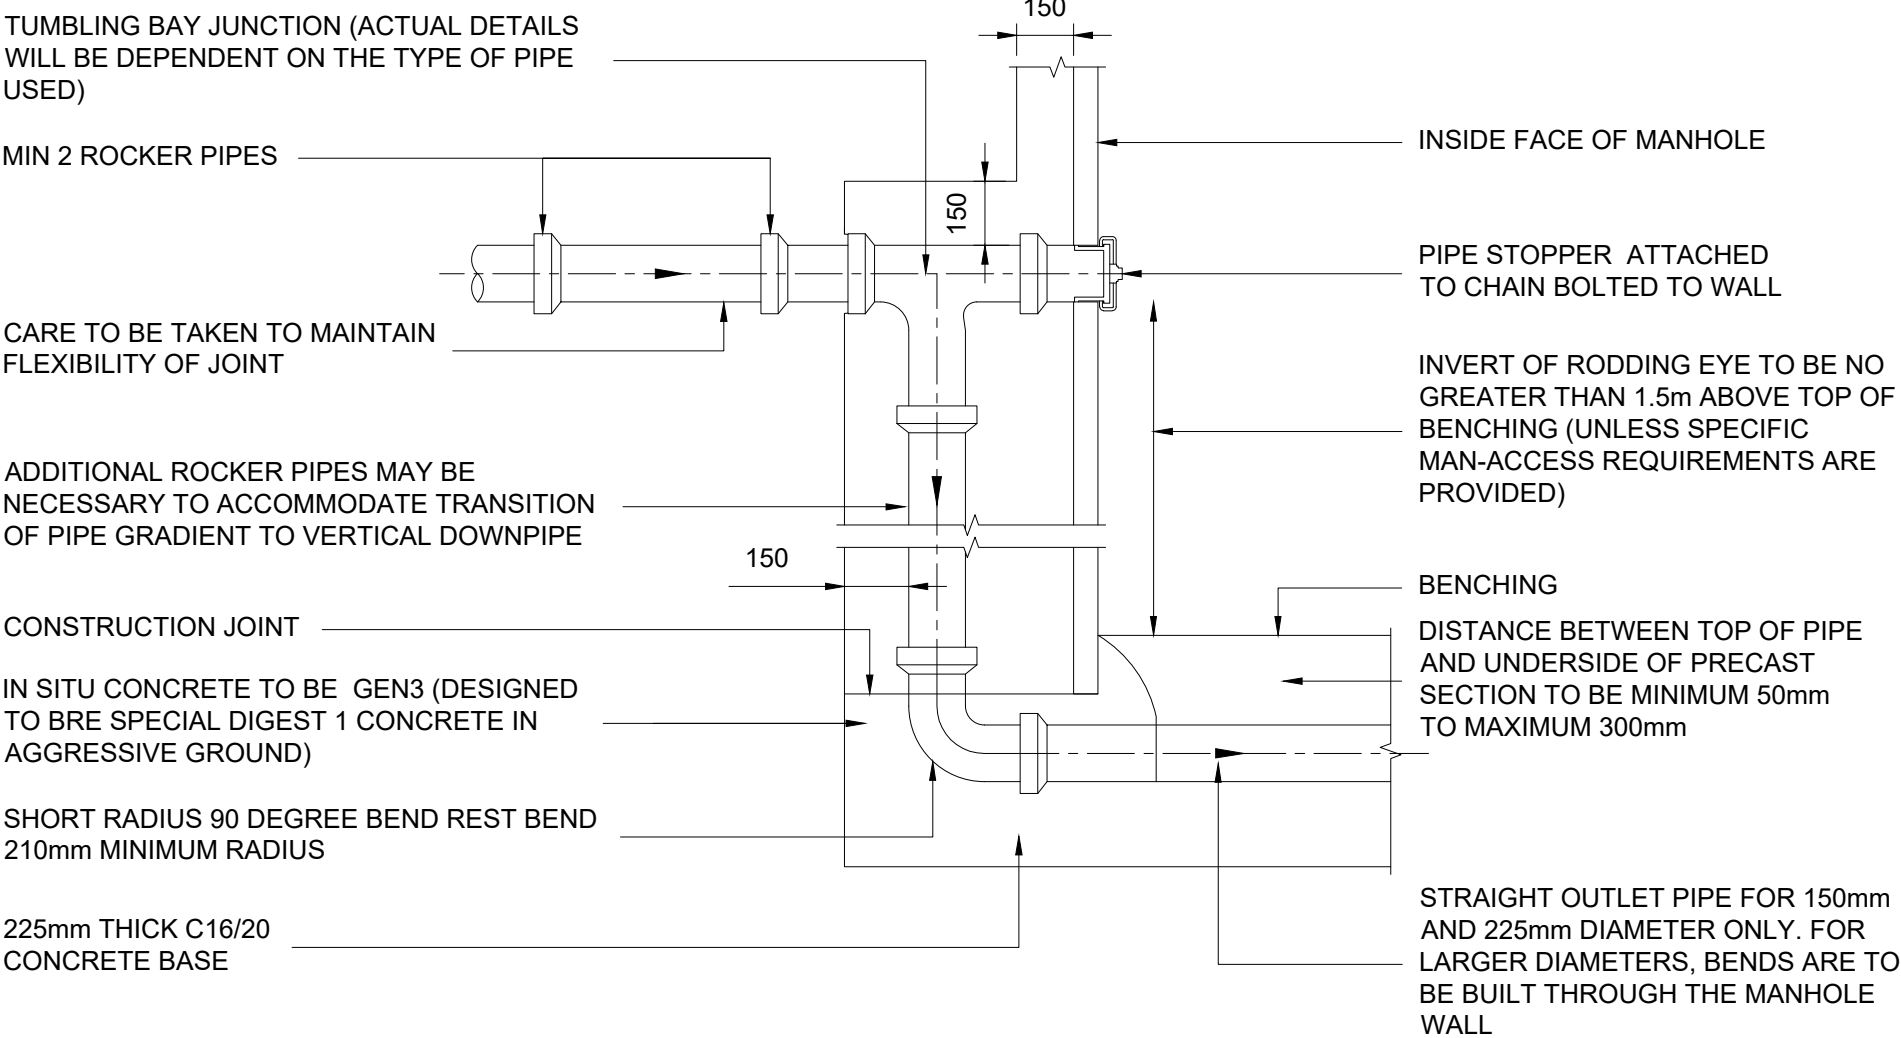 TUMBLING BAY JUNCTION (ACTUAL DETAILS
WILL BE DEPENDENT ON THE TYPE OF PIPE
USED)
MIN 2 ROCKER PIPES
CARE TO BE TAKEN TO MAINTAIN
FLEXIBILITY OF JOINT
ADDITIONAL ROCKER PIPES MAY BE
NECESSARY TO ACCOMMODATE TRANSITION
OF PIPE GRADIENT TO VERTICAL DOWNPIPE
CONSTRUCTION JOINT
IN SITU CONCRETE TO BE GEN3 (DESIGNED
TO BRE SPECIAL DIGEST 1 CONCRETE IN
AGGRESSIVE GROUND)
SHORT RADIUS 90 DEGREE BEND REST BEND
210mm MINIMUM RADIUS
225mm THICK C16/20
CONCRETE BASE
150
150
150
INSIDE FACE OF MANHOLE
PIPE STOPPER ATTACHED
TO CHAIN BOLTED TO WALL
INVERT OF RODDING EYE TO BE NO
GREATER THAN 1.5m ABOVE TOP OF
BENCHING (UNLESS SPECIFIC
MAN-ACCESS REQUIREMENTS ARE
PROVIDED)
BENCHING
DISTANCE BETWEEN TOP OF PIPE
AND UNDERSIDE OF PRECAST
SECTION TO BE MINIMUM 50mm
TO MAXIMUM 300mm
STRAIGHT OUTLET PIPE FOR 150mm
AND 225mm DIAMETER ONLY. FOR
LARGER DIAMETERS, BENDS ARE TO
BE BUILT THROUGH THE MANHOLE
WALL